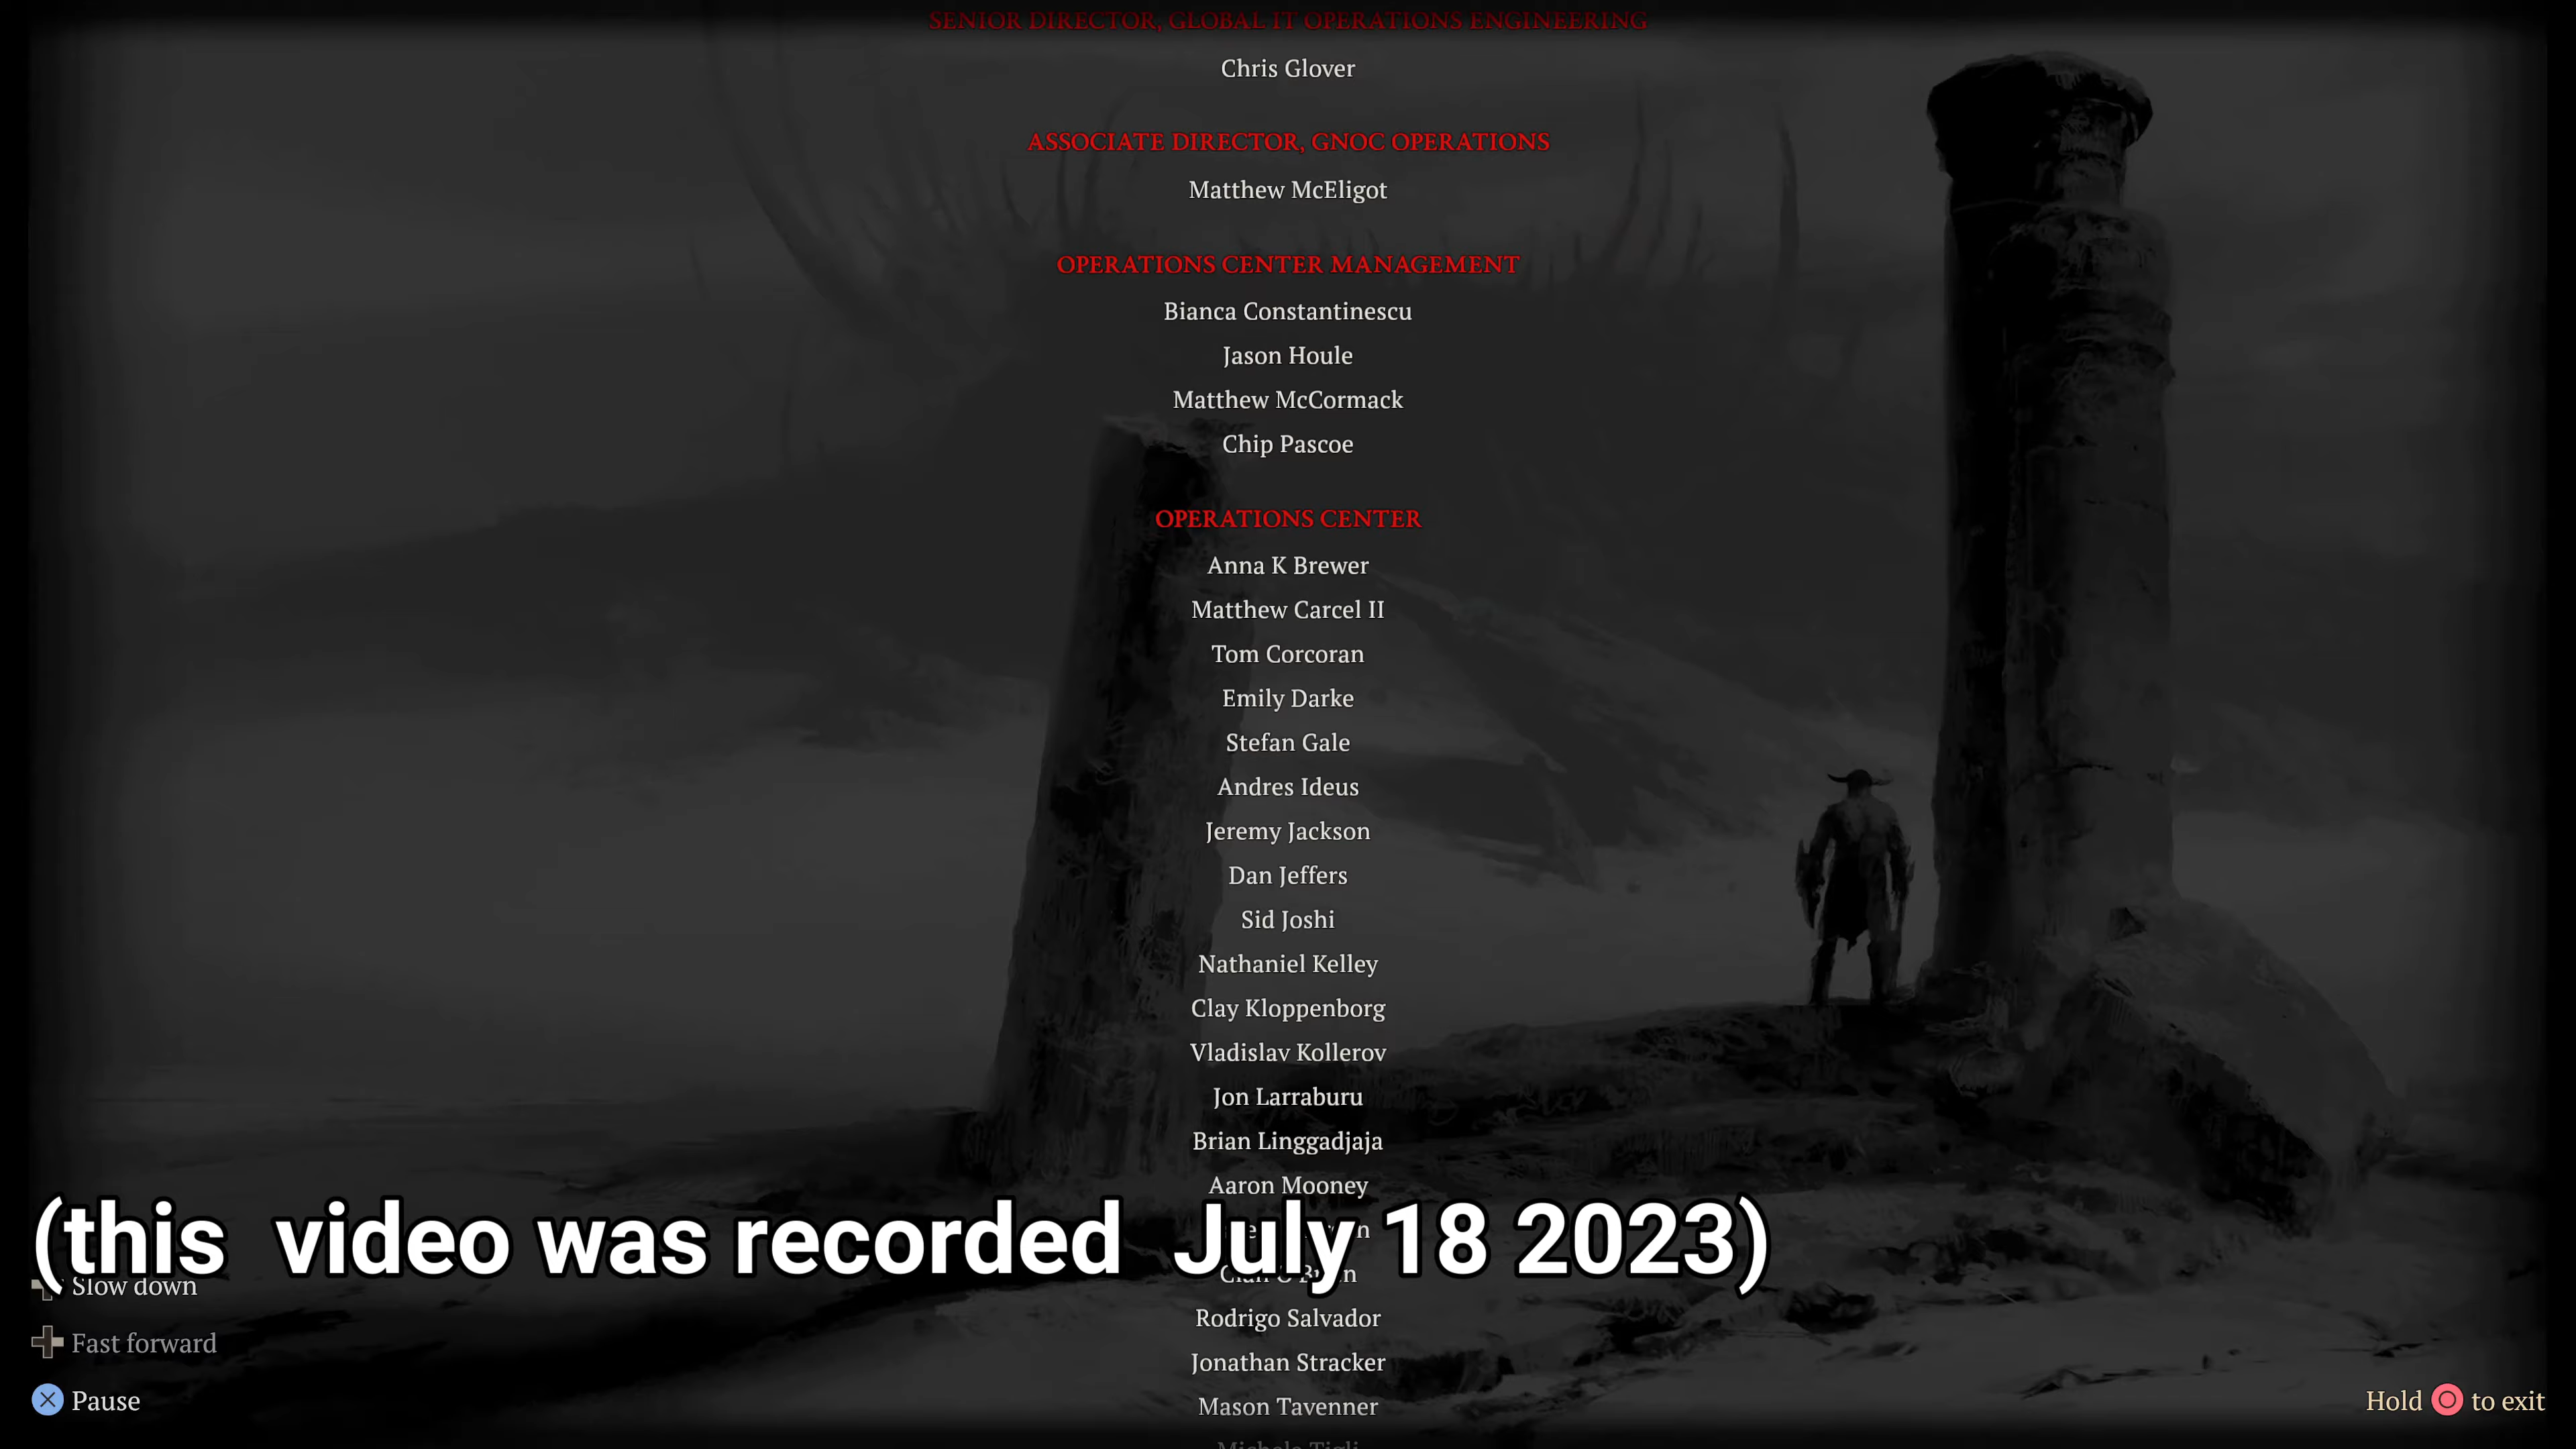 SENIOR DIRECTOR, GLOBAL IT OPERATIONS ENGINEERING
Chris Glover
ASSOCIATE DIRECTOR, GNOC OPERATIONS
Matthew McEligot
OPERATIONS CENTER MANAGEMENT
Bianca Constantinescu
Jason Houle
Matthew McCormack
Chip Pascoe
OPERATIONS CENTER
Anna K Brewer
Matthew Carcel II
Tom Corcoran
Emily Darke
Stefan Gale
Andres Ideus
Jeremy Jackson
Dan Jeffers
Sid Joshi
Nathaniel Kelley
Clay Kloppenborg
Vladislav Kollerov
Jon Larraburu
Brian Linggadjaja
Aaron Mooney
(this video was recorded July 18 2023)
Slow down
Rodrigo Salvador
Fast forward
Jonathan Stracker
Pause
Mason Tavenner
Hold to exit